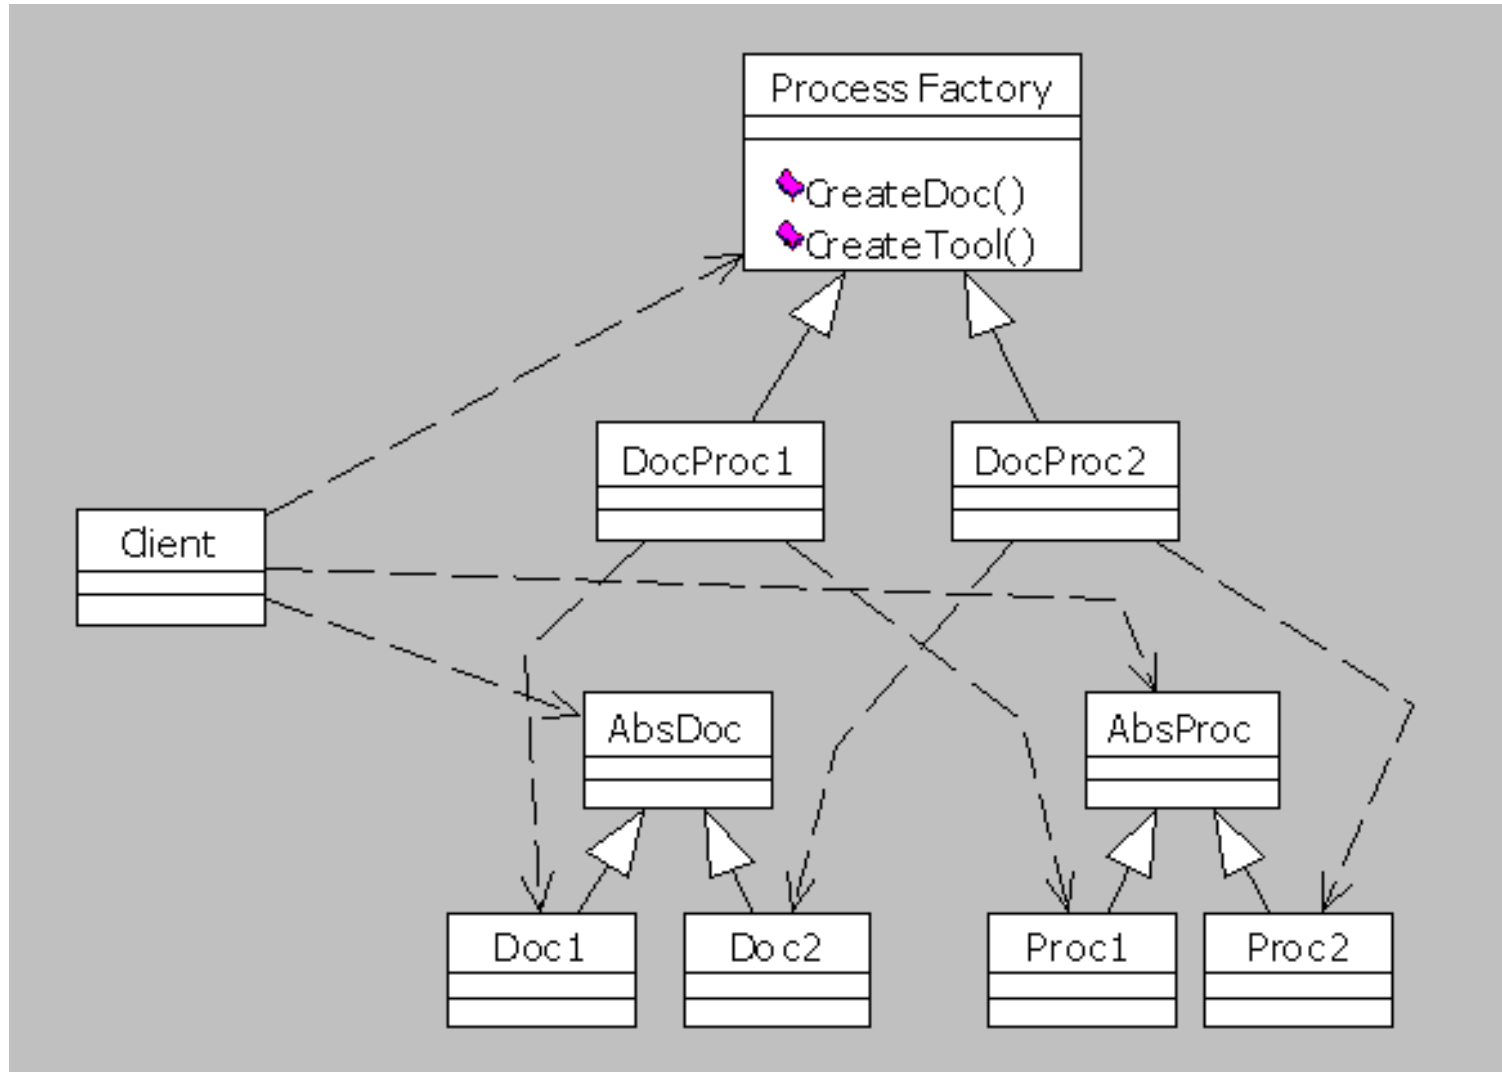 Process Factory
CreateDoc()
CreateTool()
DocProc1
DocProc2
Client
AbsDoc
AbsProc
Doc1
Doc2
Proc1
Proc2